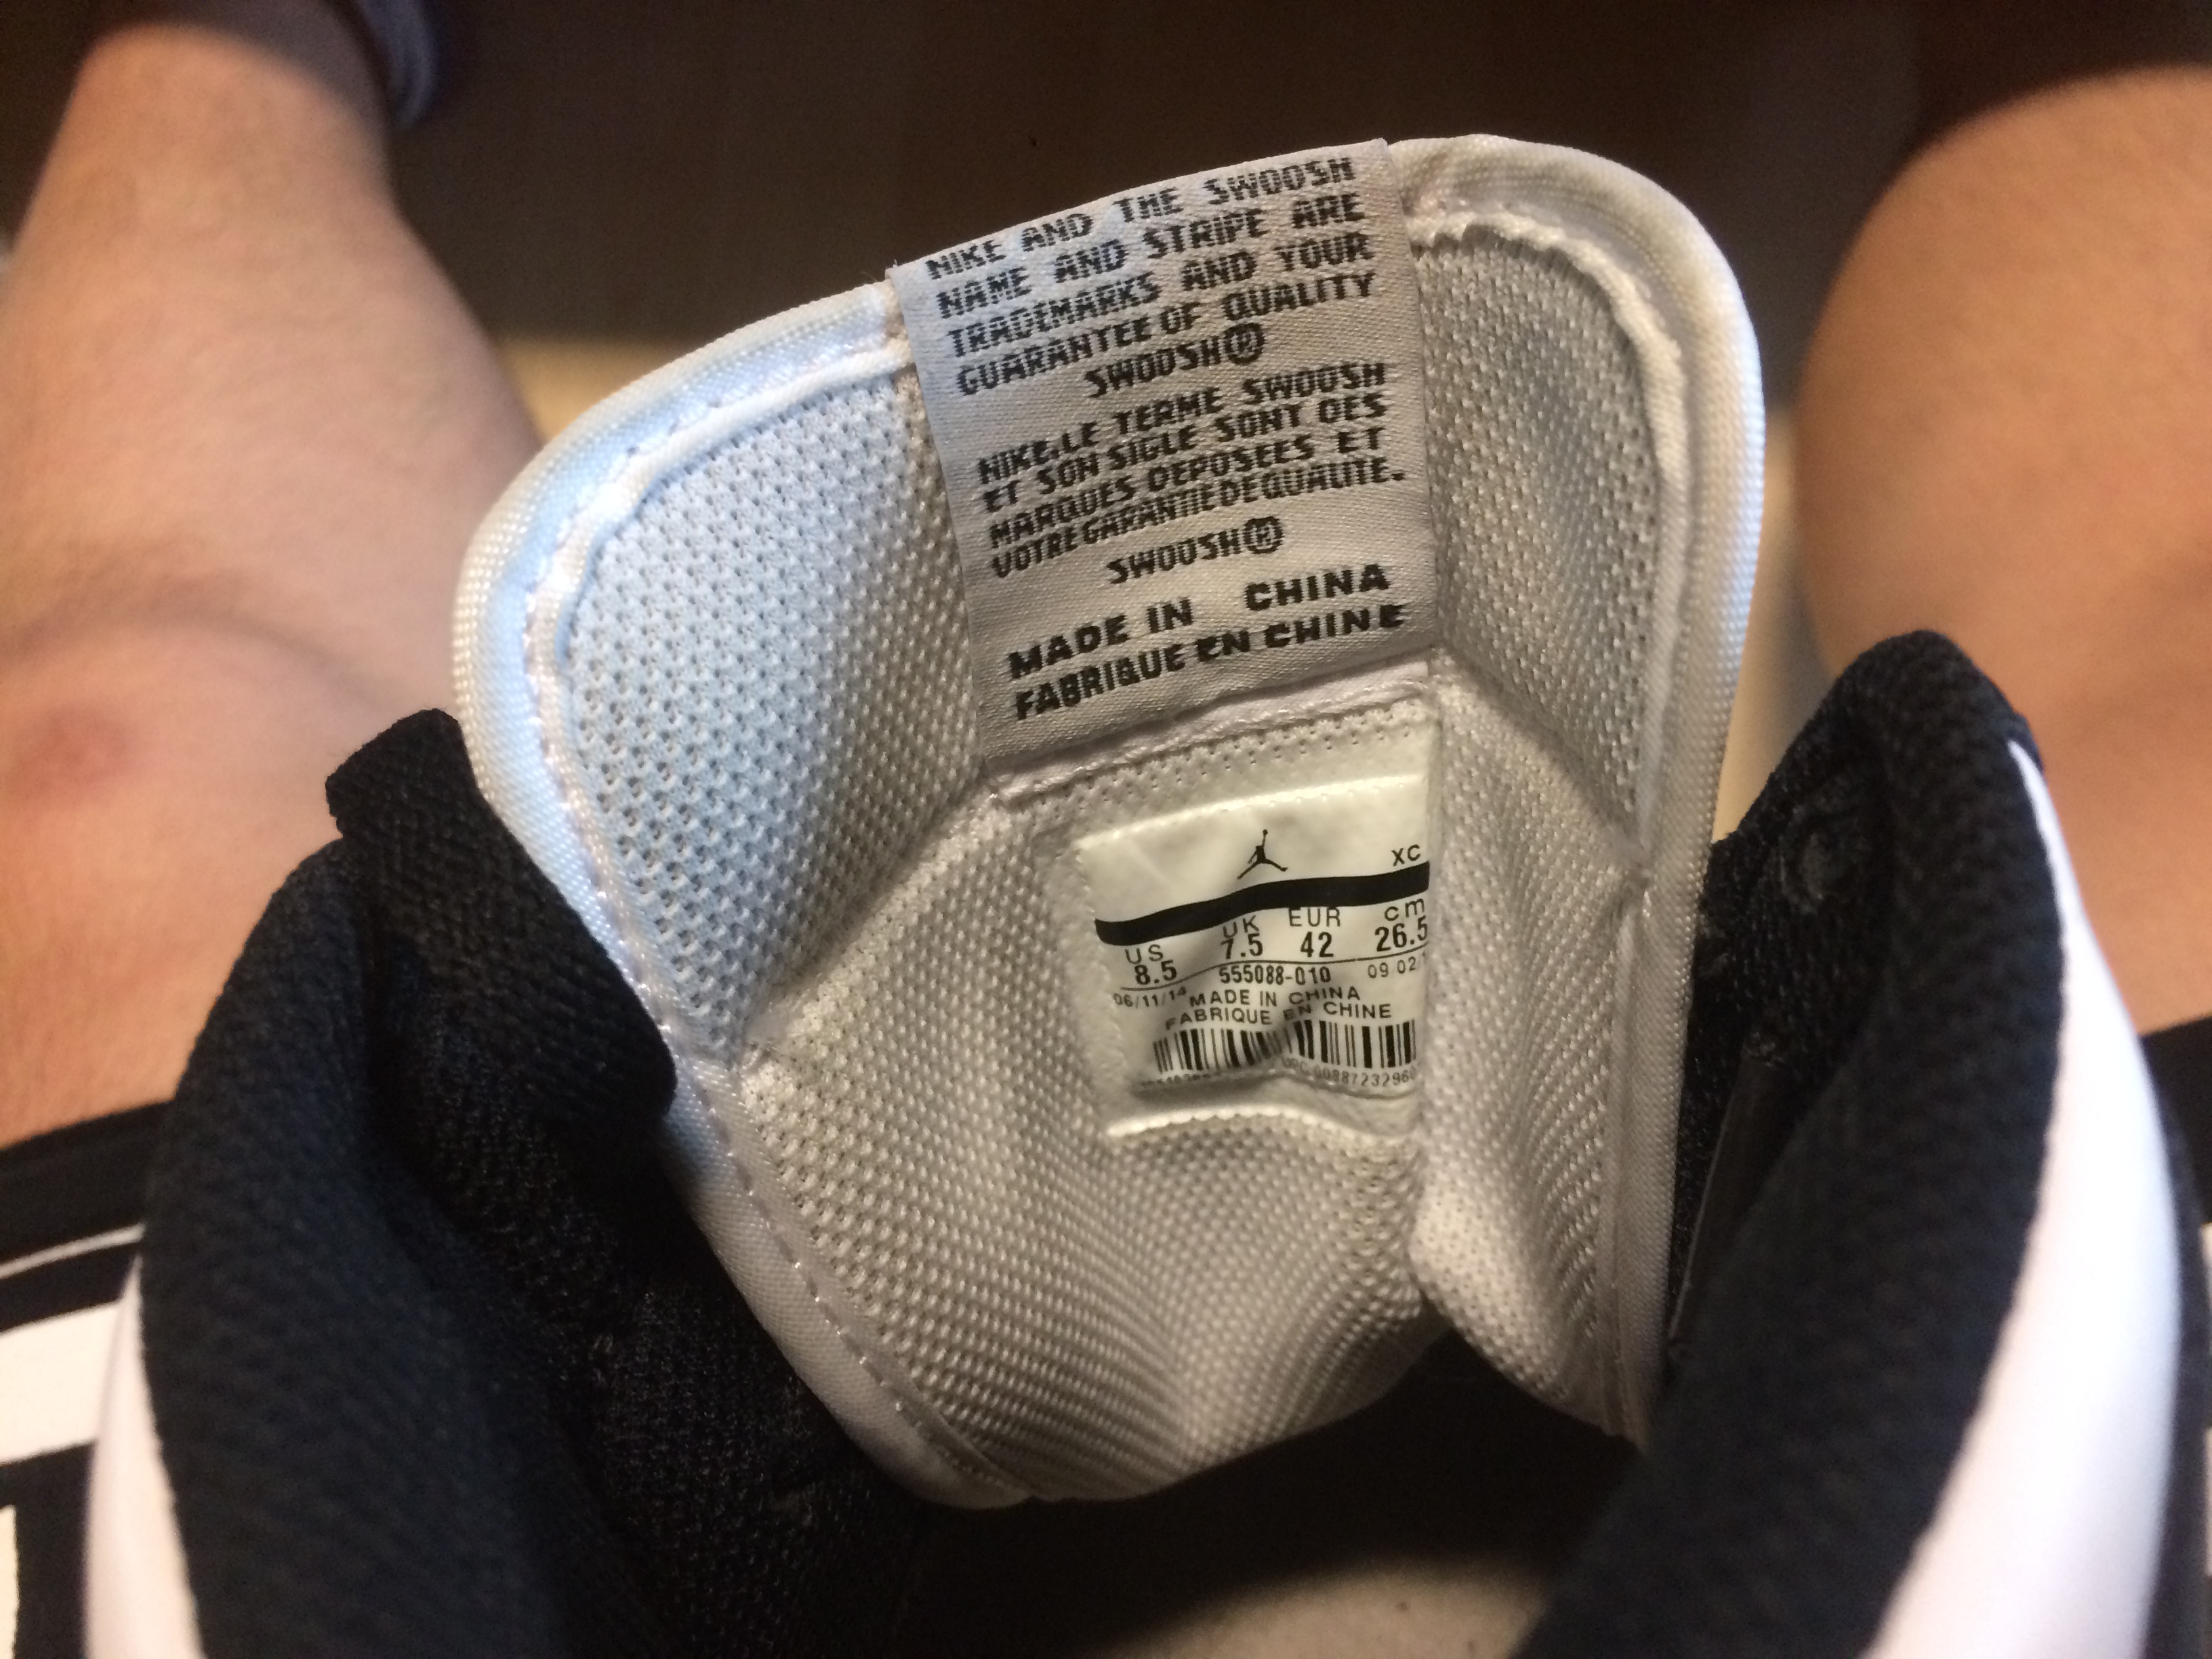 NIKE AND THE SWOOSH
NAME AND STRIPE ARE
TRADEMARKS AND YOUR
GUARANTEE OF QUALITY
SWOOSH®
NIKE,LE TERME SWOOSH
ET SON SIGLE SONT DES
MARQUES DEPOSEES ET
VOTRE GARANTIE DE QUALITE.
SWOOSH®
MADE IN CHINA
FABRIQUE EN CHINE
XC
US UK EUR cm
8.5 7.5 42 26.5
555088-010 09 02
06/11/14 MADE IN CHINA
FABRIQUE EN CHINE